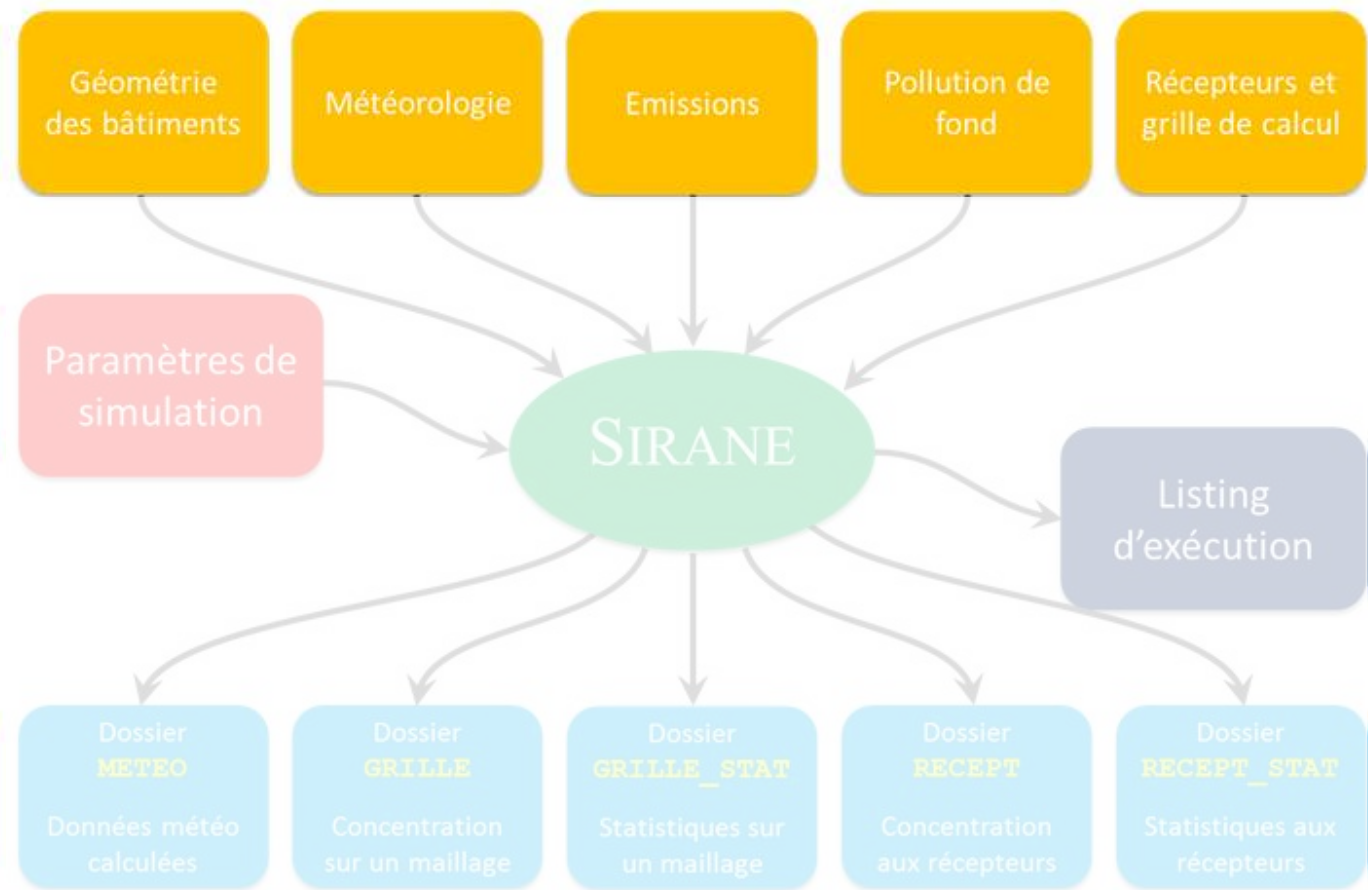 Géométrie
des bâtiments
Météorologie
Emissions
Pollution de
fond
Récepteurs et
grille de calcul
Paramètres de
simulation
SIRANE
Listing
d'exécution
Dossier
METEO
Données météo
calculées
Dossier
GRILLE
Concentration
sur un maillage
Dossier
GRILLE_STAT
Statistiques sur
un maillage
Dossier
RECEPT
Concentration
aux récepteurs
Dossier
RECEPT_STAT
Statistiques aux
récepteurs